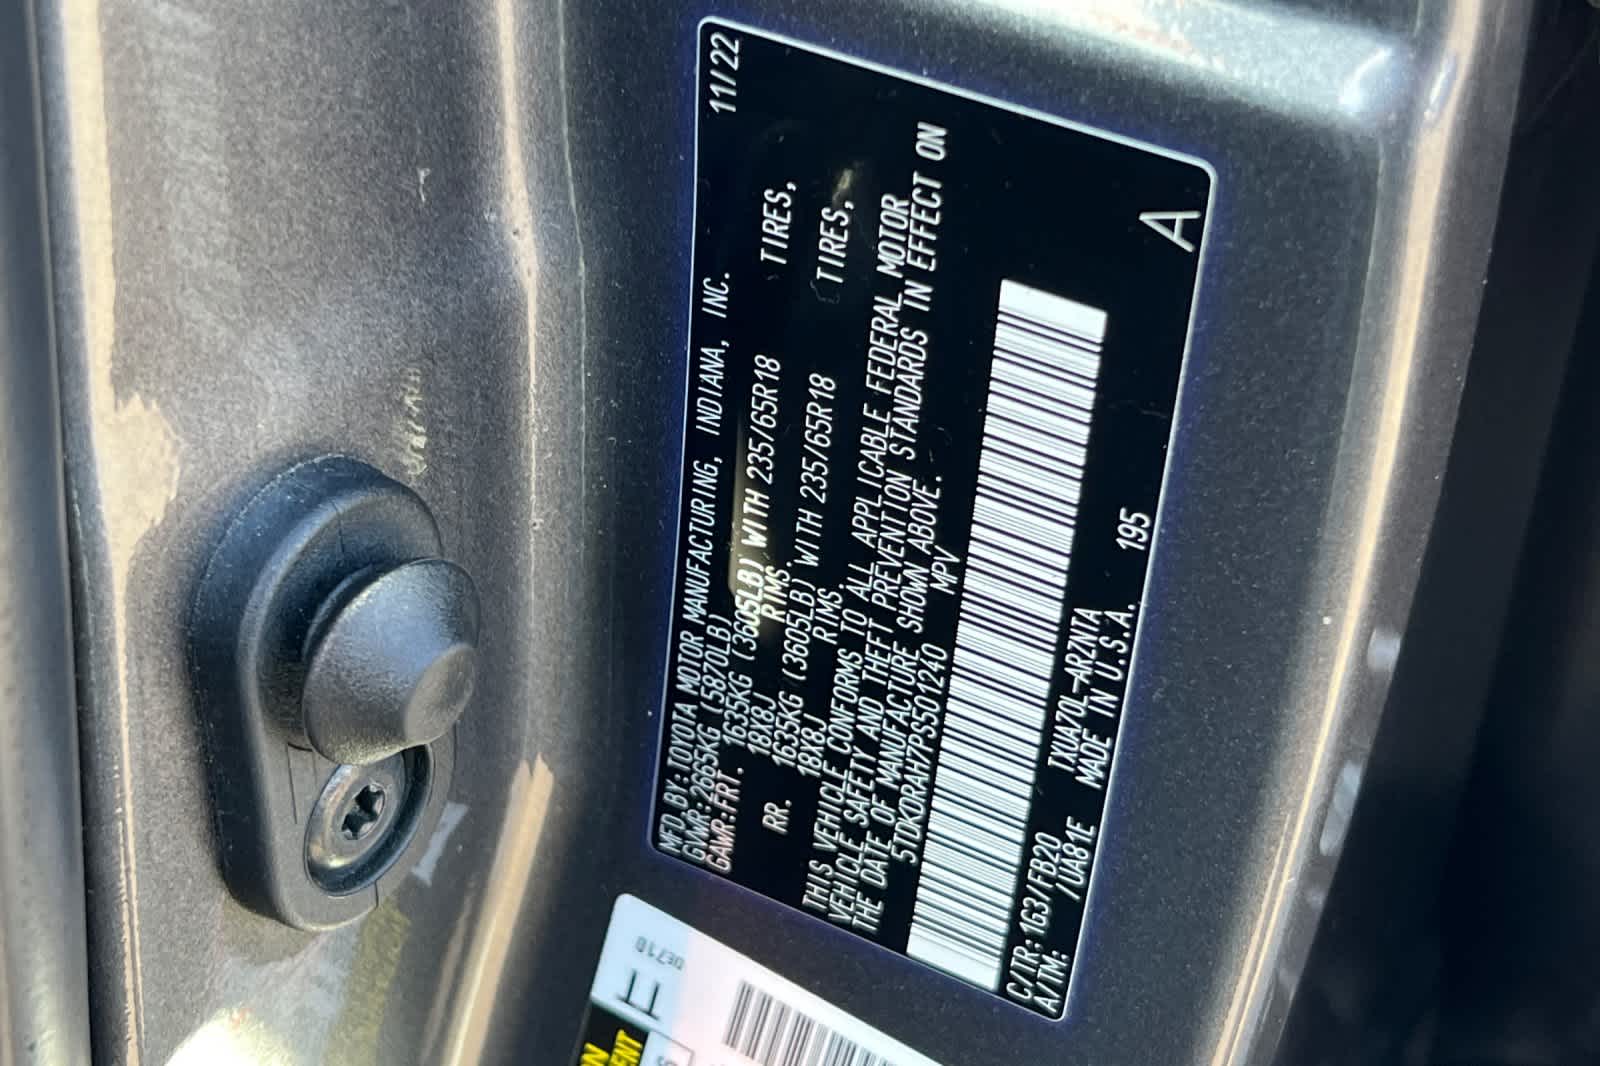 MFD.BY:TOYOTA MOTOR MANUFACTURING, INDIANA, INC. 11/22
GVWR:2665KG (5870LB)
GAWR:FRT. 1635KG (3605LB) WITH 235/65R18 TIRES,
18X8J RIMS.
RR. 1635KG (3605LB) WITH 235/65R18 TIRES,
18X8J RIMS.
THIS VEHICLE CONFORMS TO ALL APPLICABLE FEDERAL MOTOR
VEHICLE SAFETY AND THEFT PREVENTION STANDARDS IN EFFECT ON
THE DATE OF MANUFACTURE SHOWN ABOVE.
5TDKDRAH7PS501240 MPV
C/TR:1G3/FB20 TXUA70L-ARZNTA 195 A
A/TM: /UA81E MADE IN U.S.A.
DE710
TT